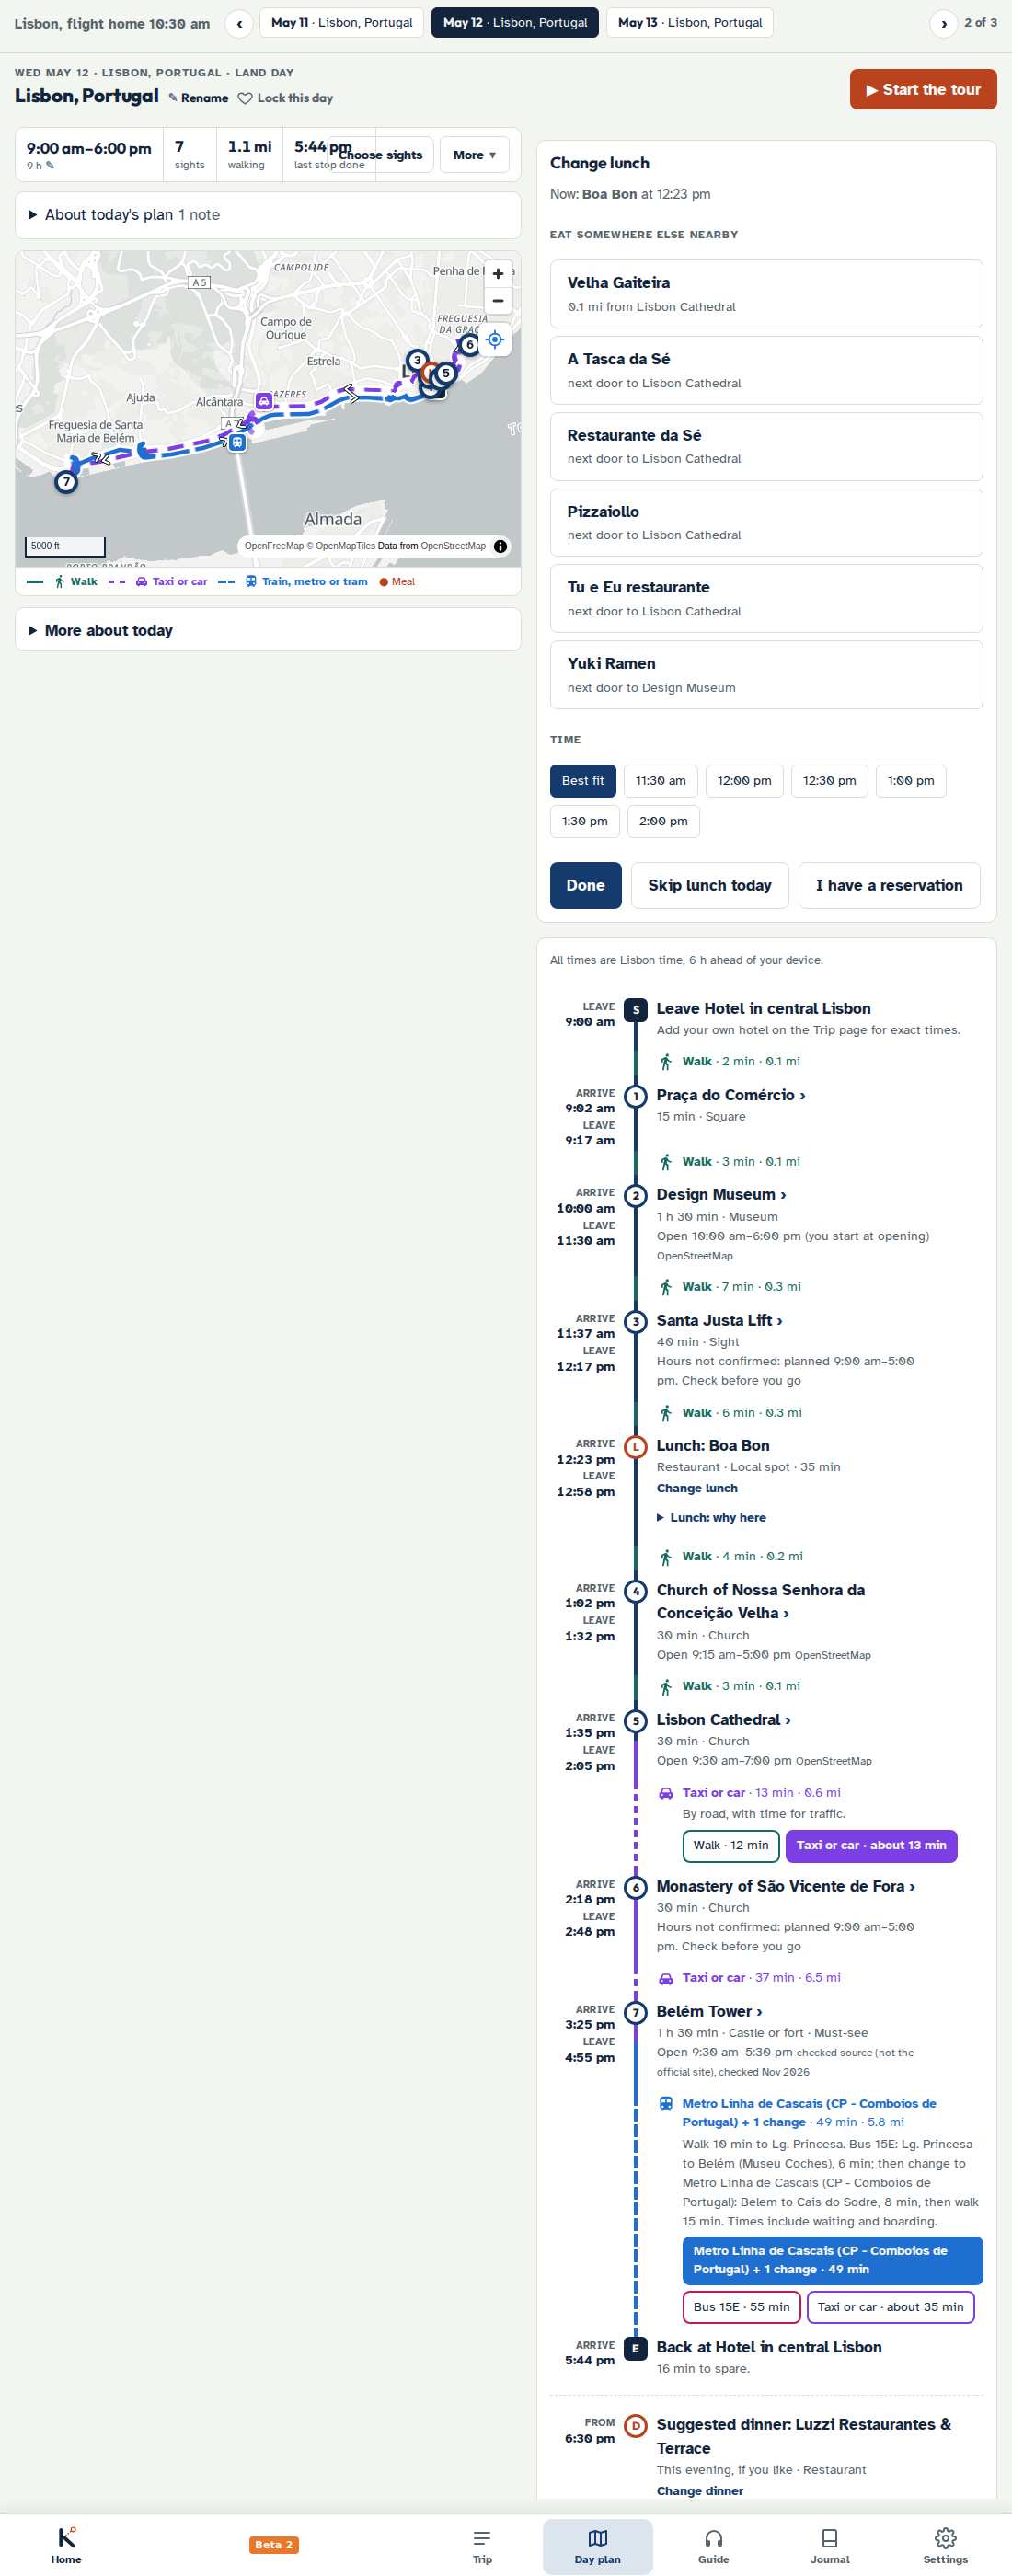 Lisbon, flight home 10:30 am
‹
May 11 · Lisbon, Portugal
May 12 · Lisbon, Portugal
May 13 · Lisbon, Portugal
›
2 of 3
WED MAY 12 · LISBON, PORTUGAL · LAND DAY
Lisbon, Portugal
✎ Rename
Lock this day
▶ Start the tour
9:00 am–6:00 pm
9 h ✎
7
sights
1.1 mi
walking
5:44 pm
last stop done
Choose sights
More ▾
▶ About today's plan 1 note
CAMPOLIDE
A 5
Penha de
FREGUESIA
Campo de
Ourique
Estrela
Ajuda
Alcântara
Freguesia de Santa
Maria de Belém
3
6
5
7
+
−
Almada
5000 ft
OpenFreeMap © OpenMapTiles Data from OpenStreetMap
Walk
Taxi or car
Train, metro or tram
Meal
▶ More about today
Change lunch
Now: Boa Bon at 12:23 pm
EAT SOMEWHERE ELSE NEARBY
Velha Gaiteira
0.1 mi from Lisbon Cathedral
A Tasca da Sé
next door to Lisbon Cathedral
Restaurante da Sé
next door to Lisbon Cathedral
Pizzaiollo
next door to Lisbon Cathedral
Tu e Eu restaurante
next door to Lisbon Cathedral
Yuki Ramen
next door to Design Museum
TIME
Best fit
11:30 am
12:00 pm
12:30 pm
1:00 pm
1:30 pm
2:00 pm
Done
Skip lunch today
I have a reservation
All times are Lisbon time, 6 h ahead of your device.
LEAVE
9:00 am
S
Leave Hotel in central Lisbon
Add your own hotel on the Trip page for exact times.
Walk · 2 min · 0.1 mi
ARRIVE
9:02 am
LEAVE
9:17 am
1
Praça do Comércio ›
15 min · Square
Walk · 3 min · 0.1 mi
ARRIVE
10:00 am
LEAVE
11:30 am
2
Design Museum ›
1 h 30 min · Museum
Open 10:00 am–6:00 pm (you start at opening)
OpenStreetMap
Walk · 7 min · 0.3 mi
ARRIVE
11:37 am
LEAVE
12:17 pm
3
Santa Justa Lift ›
40 min · Sight
Hours not confirmed: planned 9:00 am–5:00
pm. Check before you go
Walk · 6 min · 0.3 mi
ARRIVE
12:23 pm
LEAVE
12:58 pm
L
Lunch: Boa Bon
Restaurant · Local spot · 35 min
Change lunch
▶ Lunch: why here
Walk · 4 min · 0.2 mi
ARRIVE
1:02 pm
LEAVE
1:32 pm
4
Church of Nossa Senhora da
Conceição Velha ›
30 min · Church
Open 9:15 am–5:00 pm OpenStreetMap
Walk · 3 min · 0.1 mi
ARRIVE
1:35 pm
LEAVE
2:05 pm
5
Lisbon Cathedral ›
30 min · Church
Open 9:30 am–7:00 pm OpenStreetMap
Taxi or car · 13 min · 0.6 mi
By road, with time for traffic.
Walk · 12 min
Taxi or car · about 13 min
ARRIVE
2:18 pm
LEAVE
2:48 pm
6
Monastery of São Vicente de Fora ›
30 min · Church
Hours not confirmed: planned 9:00 am–5:00
pm. Check before you go
Taxi or car · 37 min · 6.5 mi
ARRIVE
3:25 pm
LEAVE
4:55 pm
7
Belém Tower ›
1 h 30 min · Castle or fort · Must-see
Open 9:30 am–5:30 pm checked source (not the
official site), checked Nov 2026
Metro Linha de Cascais (CP - Comboios de
Portugal) + 1 change · 49 min · 5.8 mi
Walk 10 min to Lg. Princesa. Bus 15E: Lg. Princesa
to Belém (Museu Coches), 6 min; then change to
Metro Linha de Cascais (CP - Comboios de
Portugal): Belem to Cais do Sodre, 8 min, then walk
15 min. Times include waiting and boarding.
Metro Linha de Cascais (CP - Comboios de
Portugal) + 1 change · 49 min
Bus 15E · 55 min
Taxi or car · about 35 min
ARRIVE
5:44 pm
E
Back at Hotel in central Lisbon
16 min to spare.
FROM
6:30 pm
D
Suggested dinner: Luzzi Restaurantes &
Terrace
This evening, if you like · Restaurant
Change dinner
Home
Beta 2
Trip
Day plan
Guide
Journal
Settings